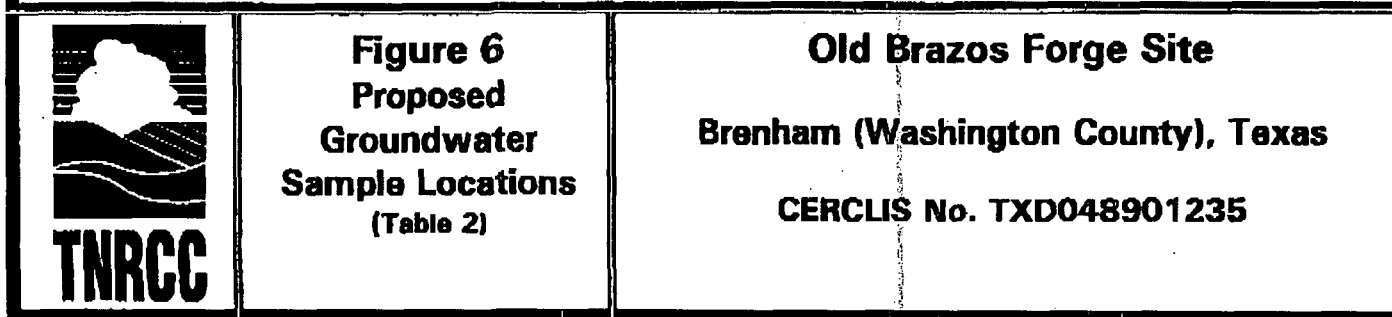 TNRCC
Figure 6
Proposed
Groundwater
Sample Locations
(Table 2)
Old Brazos Forge Site
Brenham (Washington County), Texas
CERCLIS No. TXD048901235